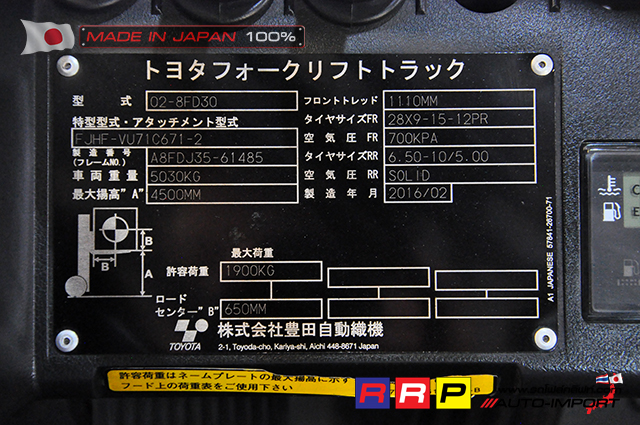 MADE IN JAPAN 100%
トヨタフォークリフトトラック
型式 02-8FD30
フロントトレッド 1110MM
特型型式・アタッチメント型式
FJHF-VU71C671-2
タイヤサイズFR 28X9-15-12PR
空気圧FR 700KPA
製造番号
(フレームNO.) A8FDJ35-61485
タイヤサイズRR 6.50-10/5.00
車両重量 5030KG
空気圧RR SOLID
最大揚高"A" 4500MM
製造年月 2016/02
B
B
A
最大荷重
許容荷重 1900KG
ロード
センター"B" 650MM
TOYOTA
株式会社豊田自動織機
2-1, Toyoda-cho, Kariya-shi, Aichi 448-8671 Japan
A1 JAPANESE 57841-26700-71
許容荷重はネームプレートの最大揚高に示す
フード上の荷重表をご使用下さい
RRP
AUTO-IMPORT